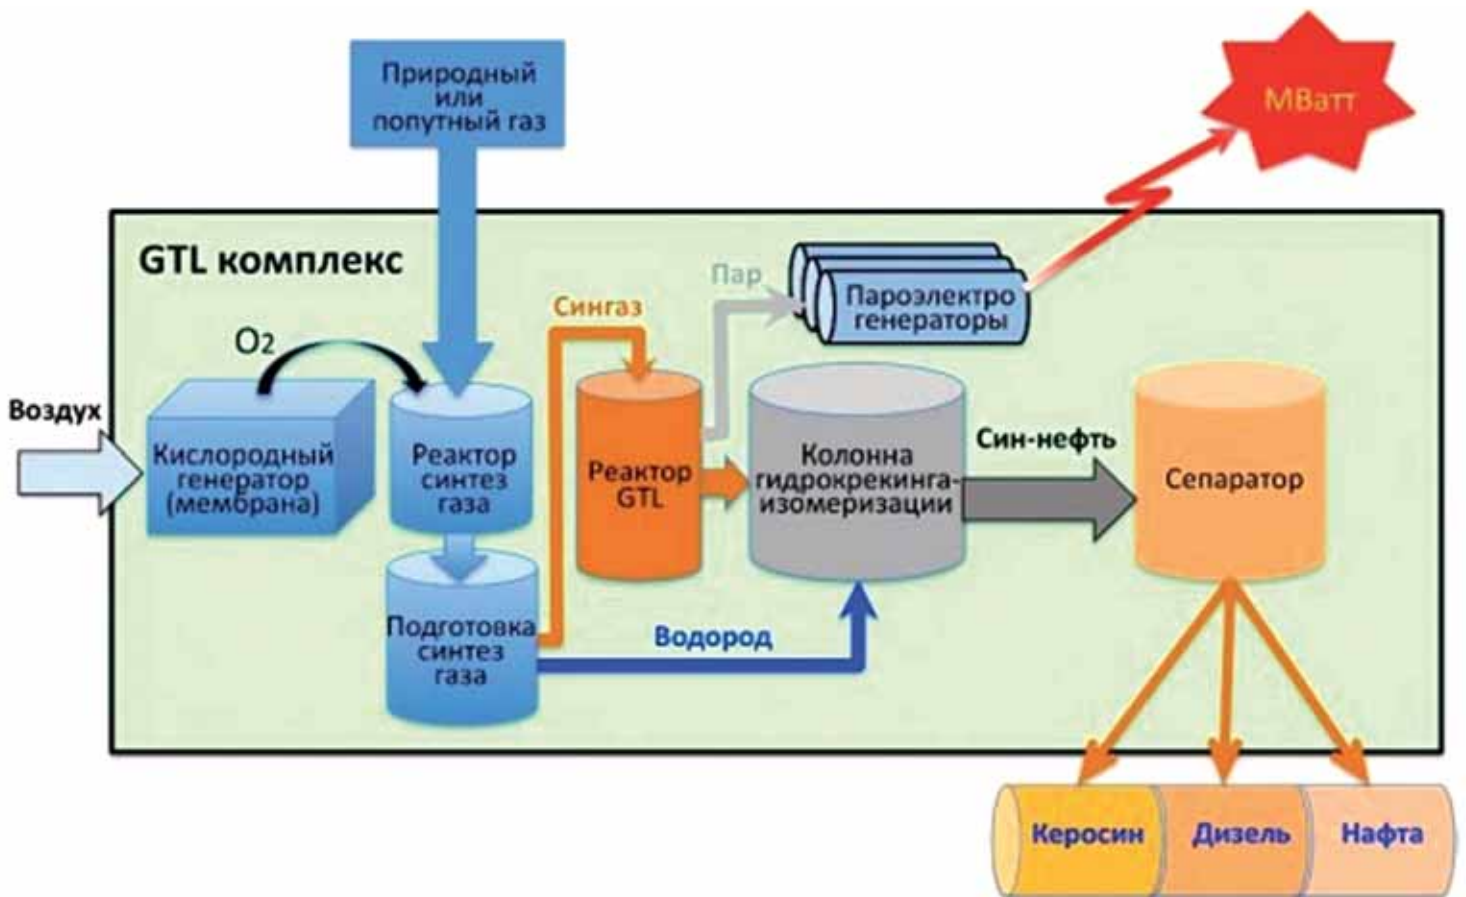 Природный
или
попутный газ
МВатт
GTL комплекс
Пар
Пароэлектро
генераторы
Сингаз
O2
Воздух
Кислородный
генератор
(мембрана)
Реактор
синтез
газа
Реактор
GTL
Колонна
гидрокрекинга-
изомеризации
Син-нефть
Сепаратор
Подготовка
синтез
газа
Водород
Керосин
Дизель
Нафта